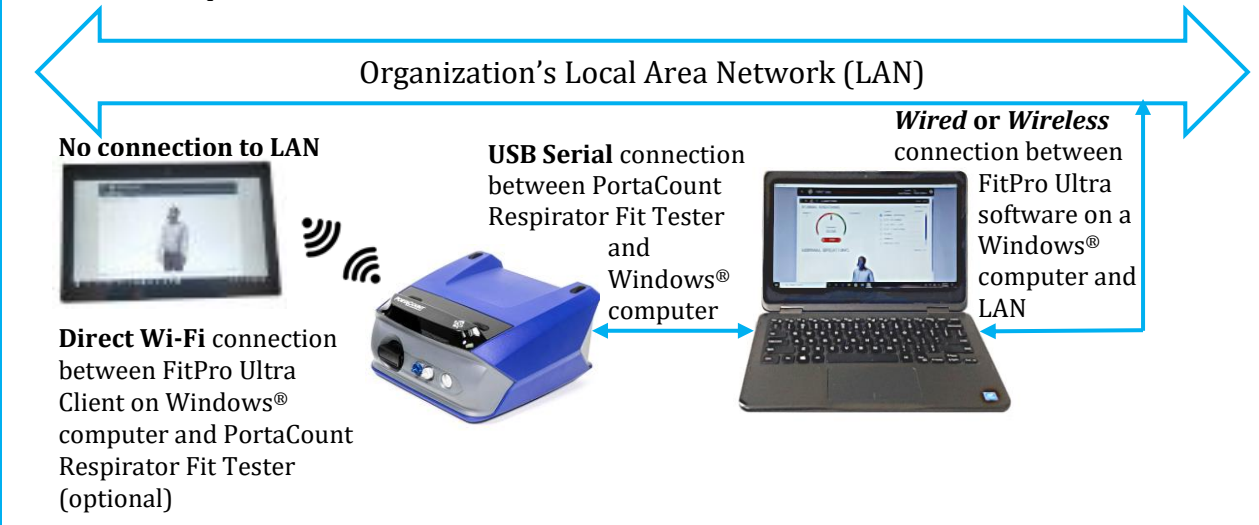 Organization's Local Area Network (LAN)
No connection to LAN
Direct Wi-Fi connection
between FitPro Ultra
Client on Windows®
computer and PortaCount
Respirator Fit Tester
(optional)
USB Serial connection
between PortaCount
Respirator Fit Tester
and
Windows®
computer
Wired or Wireless
connection between
FitPro Ultra
software on a
Windows®
computer and
LAN
PORTACOUNT